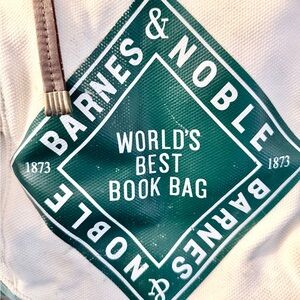 BARNES & NOBLE
BARNES & NOBLE
1873
1873
WORLD'S
BEST
BOOK BAG